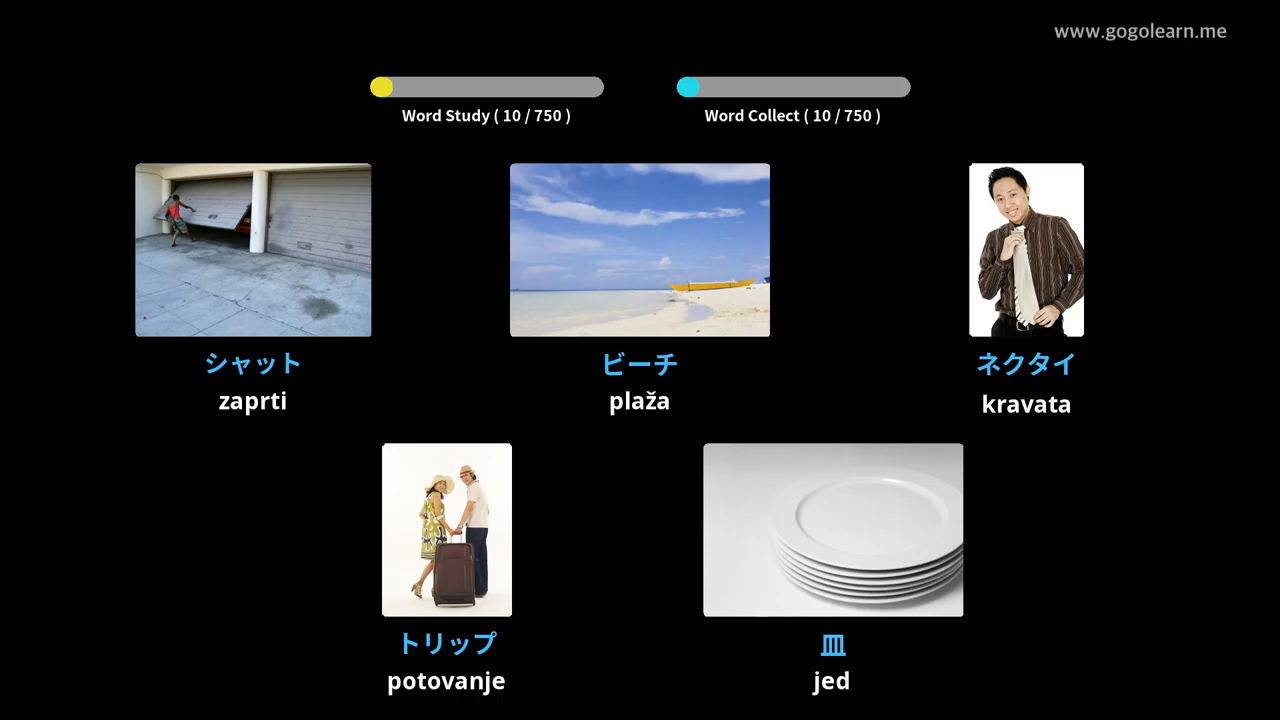 www.gogolearn.me
Word Study ( 10 / 750 )
Word Collect ( 10 / 750 )
シャット
zaprti
ビーチ
plaža
ネクタイ
kravata
トリップ
potovanje
皿
jed